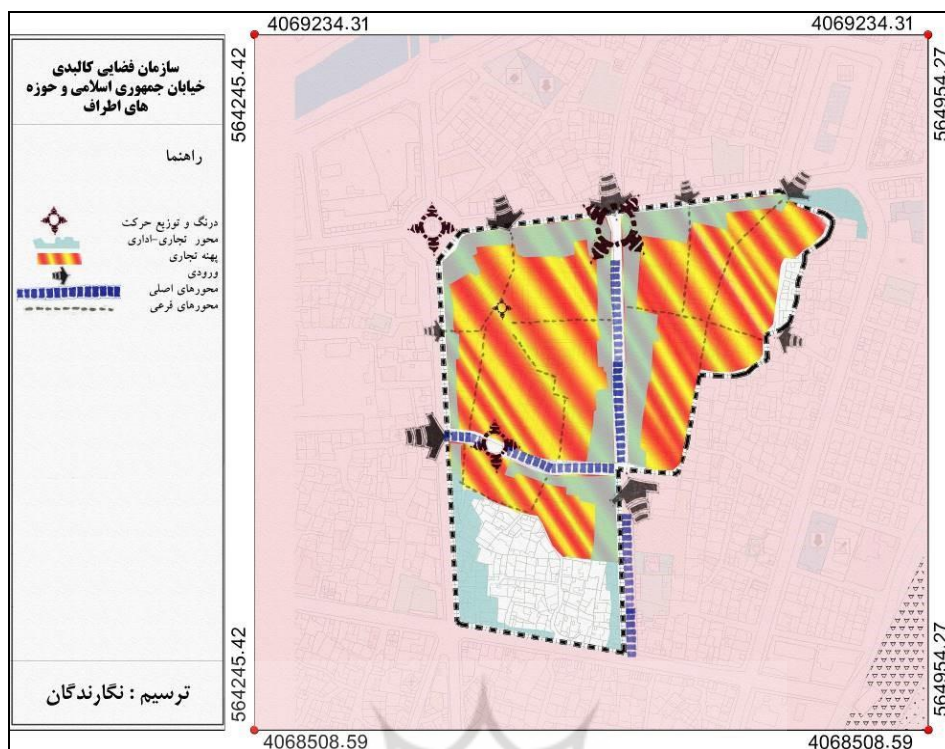 سازمان فضایی کالبدی
خیابان جمهوری اسلامی و حوزه
های اطراف
راهنما
درنگ و توزیع حرکت
محور تجاری-اداری
پهنه تجاری
ورودی
محورهای اصلی
محورهای فرعی
ترسیم : نگارندگان
4069234.31
4069234.31
564245.42
564954.27
564245.42
564954.27
4068508.59
4068508.59